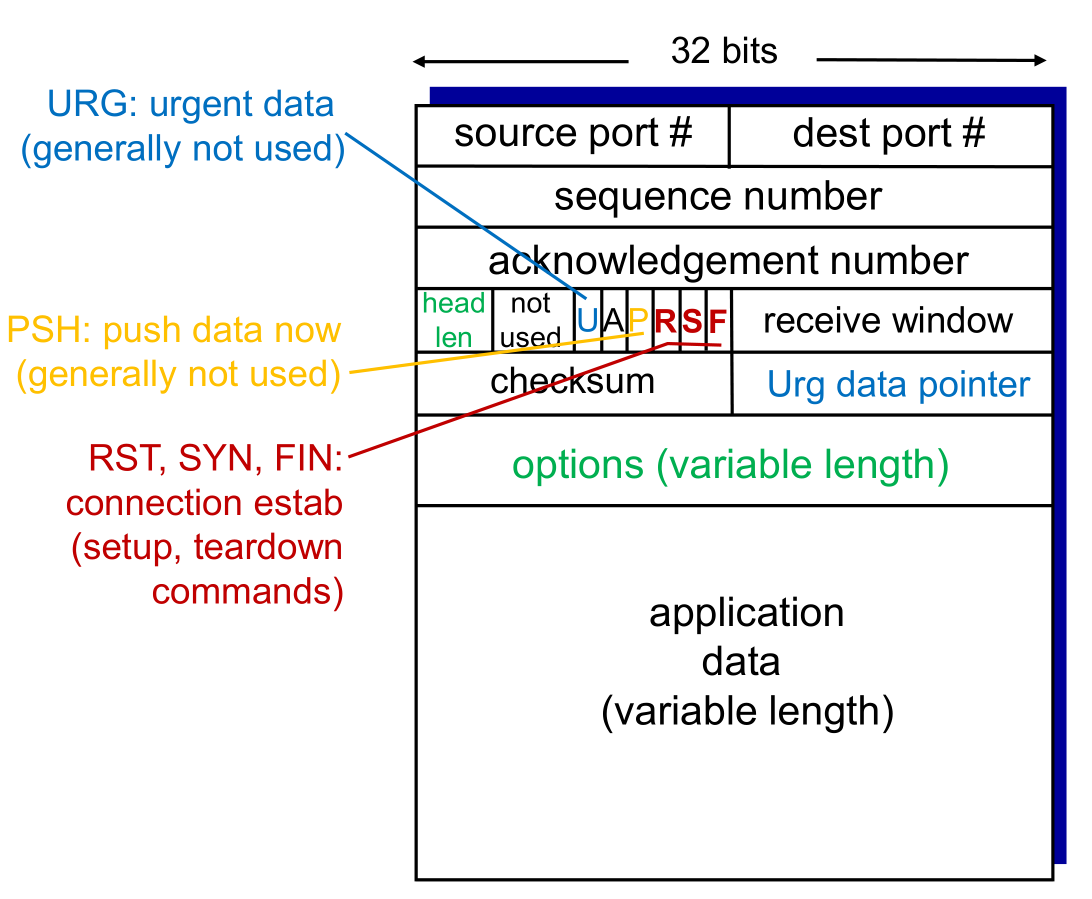 32 bits
URG: urgent data
(generally not used)
source port #
dest port #
sequence number
acknowledgement number
head
len
not
used
U
A
P
R
S
F
receive window
PSH: push data now
(generally not used)
checksum
Urg data pointer
RST, SYN, FIN:
connection estab
(setup, teardown
commands)
options (variable length)
application
data
(variable length)